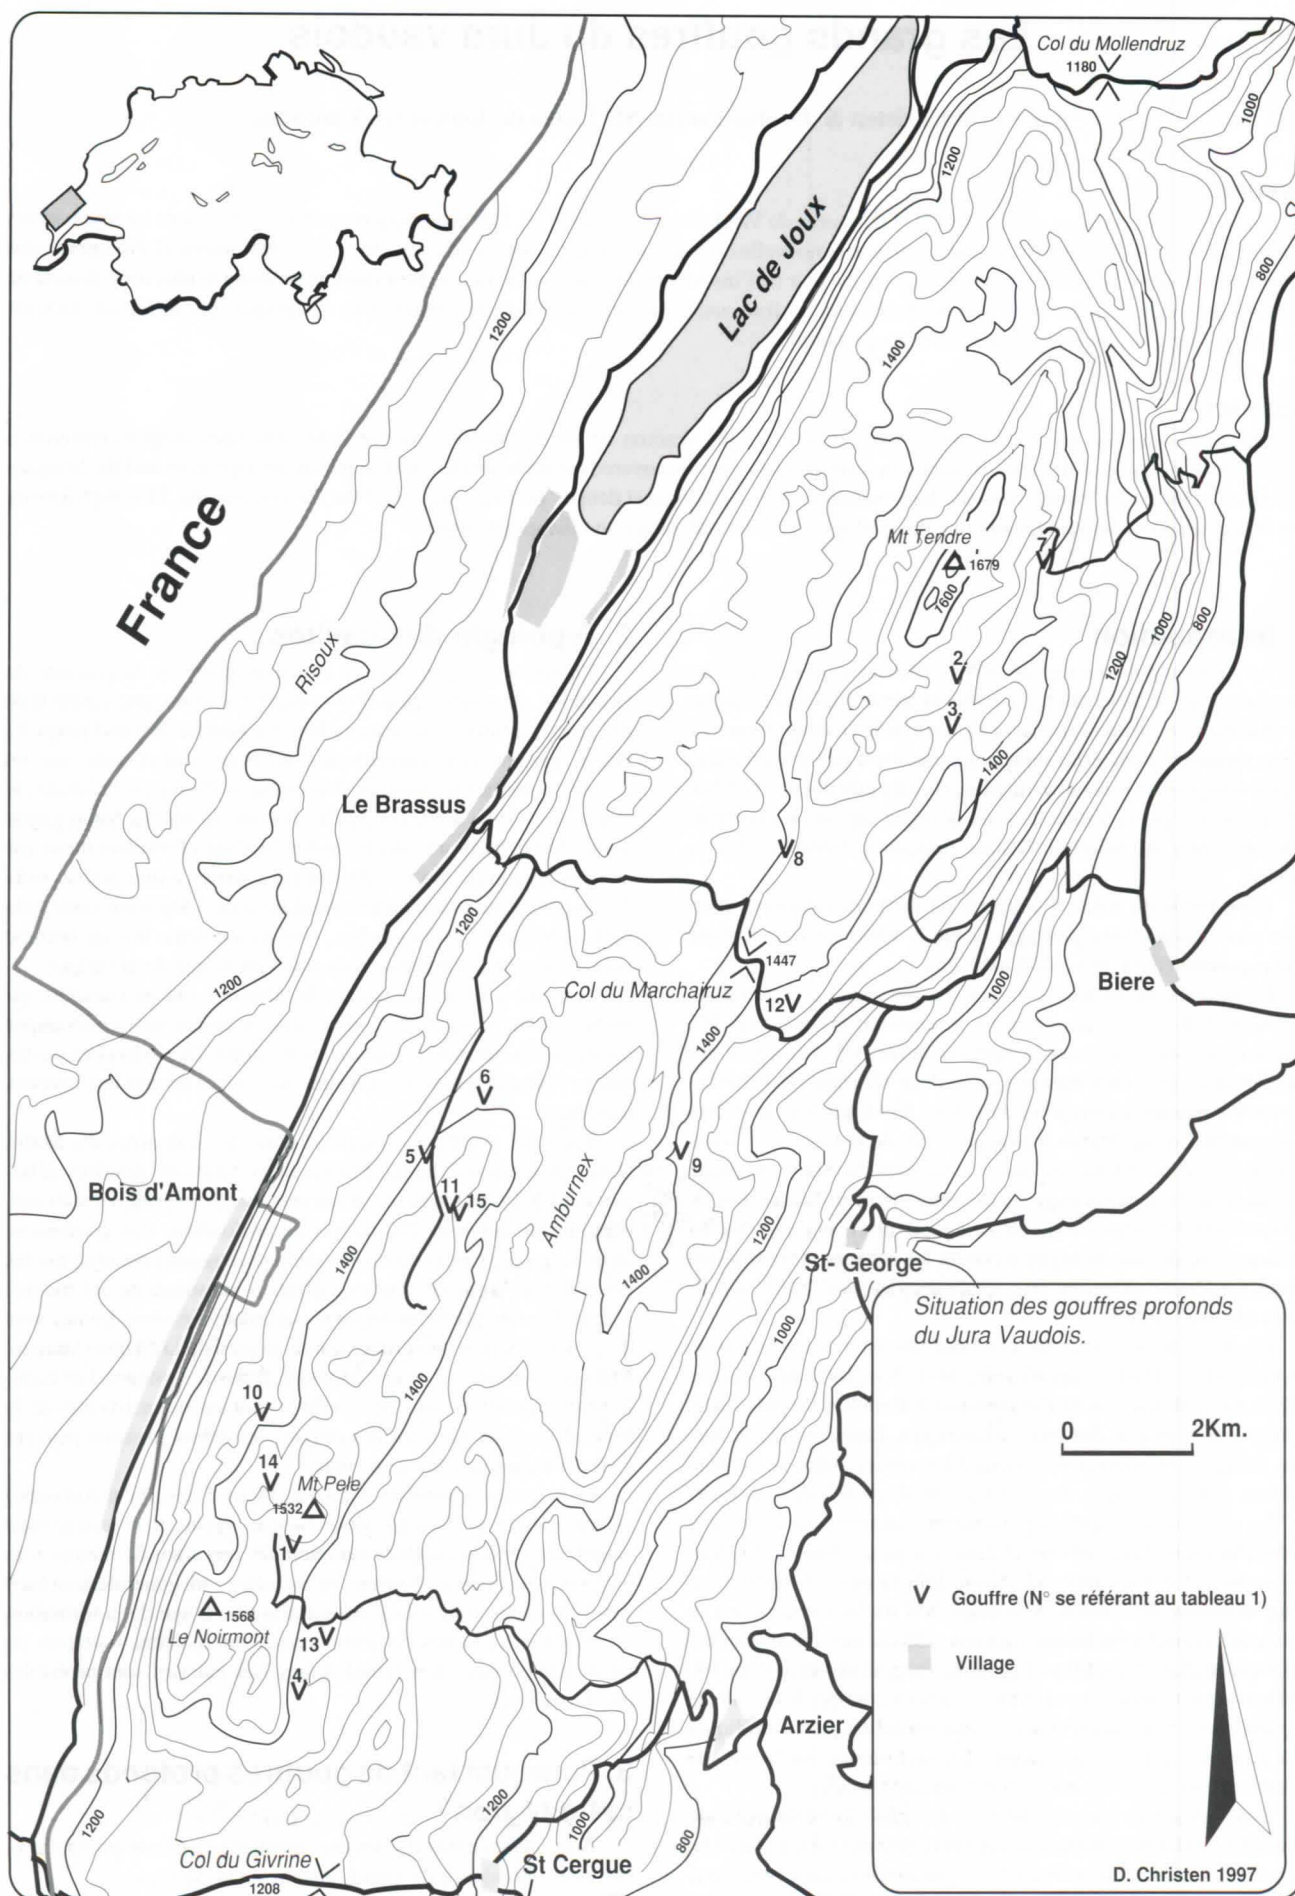 Col du Mollendruz
1180
1000
1200
800
Lac de Joux
1200
1400
France
Mt Tendre
1679
7
1600
Risoux
2
3
1000
800
1200
1400
Le Brassus
8
1200
1200
1447
Col du Marchairuz
12
1000
Biere
1400
6
5
9
11
15
Amburnex
Bois d'Amont
1200
1400
1400
St- George
1000
1400
Situation des gouffres profonds
du Jura Vaudois.
10
0 2Km.
14
Mt Pele
1532
1
Gouffre (N° se référant au tableau 1)
1568
Le Noirmont
13
Village
4
Arzier
1200
1200
1000
800
Col du Givrine
1208
St Cergue
D. Christen 1997